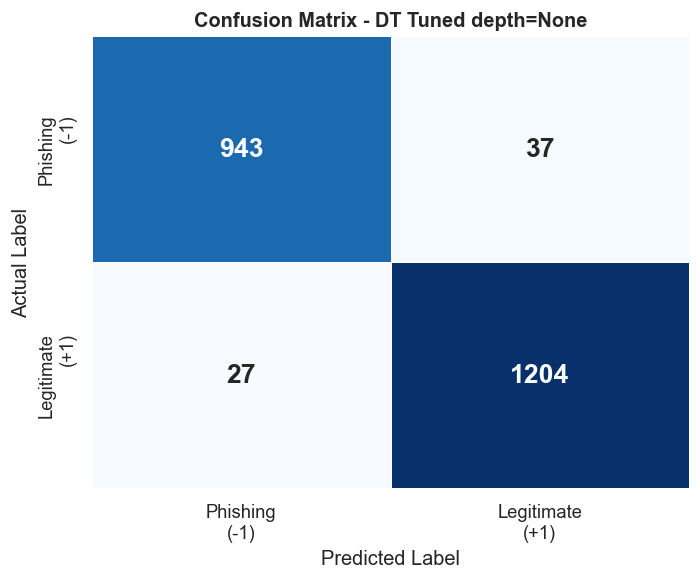 Confusion Matrix - DT Tuned depth=None
Actual Label
Phishing
(-1)
943
37
Legitimate
(+1)
27
1204
Phishing
(-1)
Legitimate
(+1)
Predicted Label